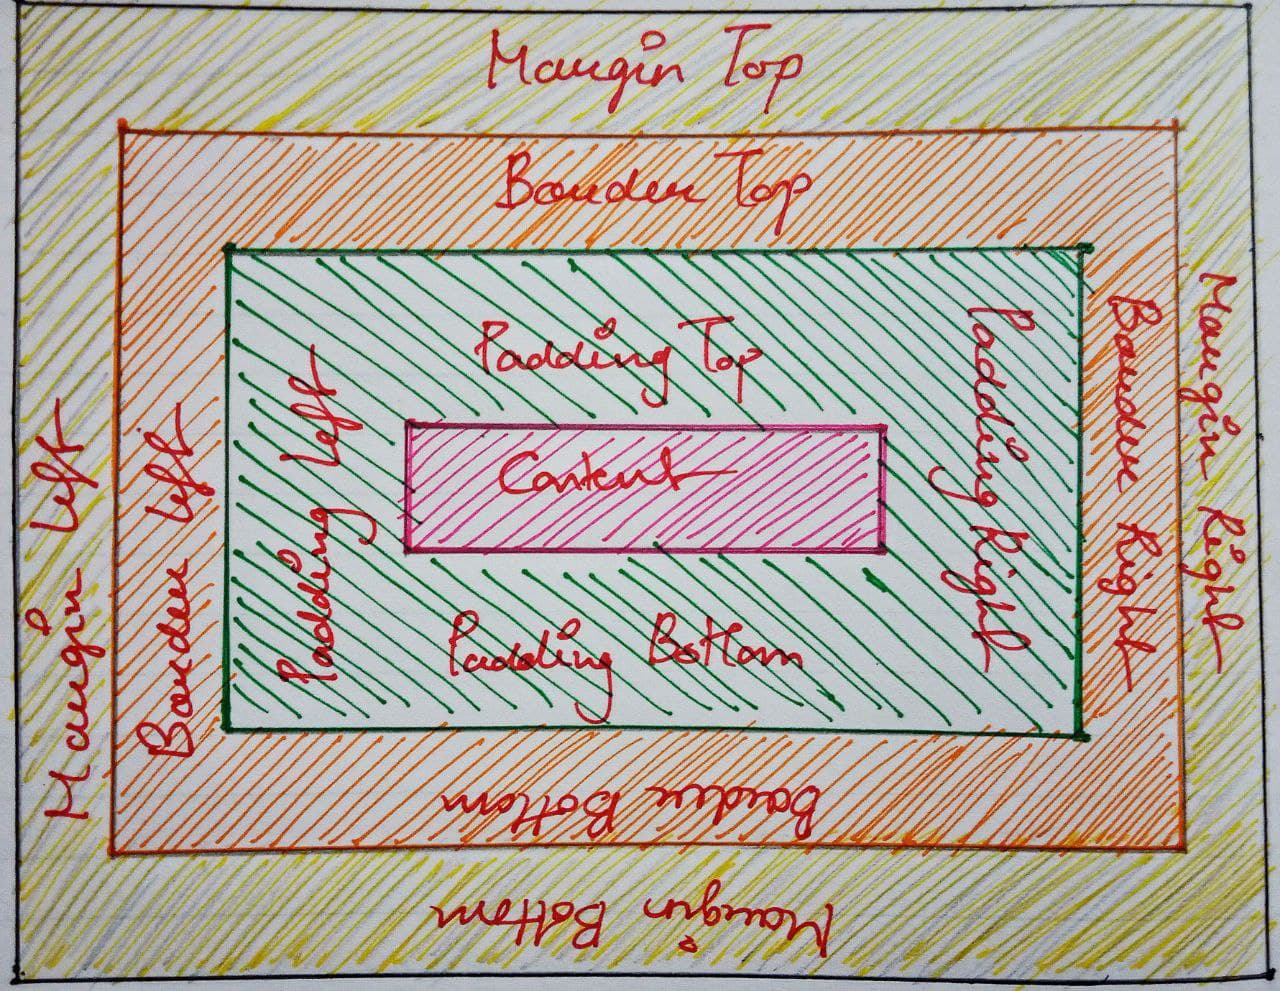 Margin Top
Border Top
Padding Top
Content
Padding Bottom
Border Bottom
Margin Bottom
Margin Left
Border Left
Padding Left
Padding Right
Border Right
Margin Right